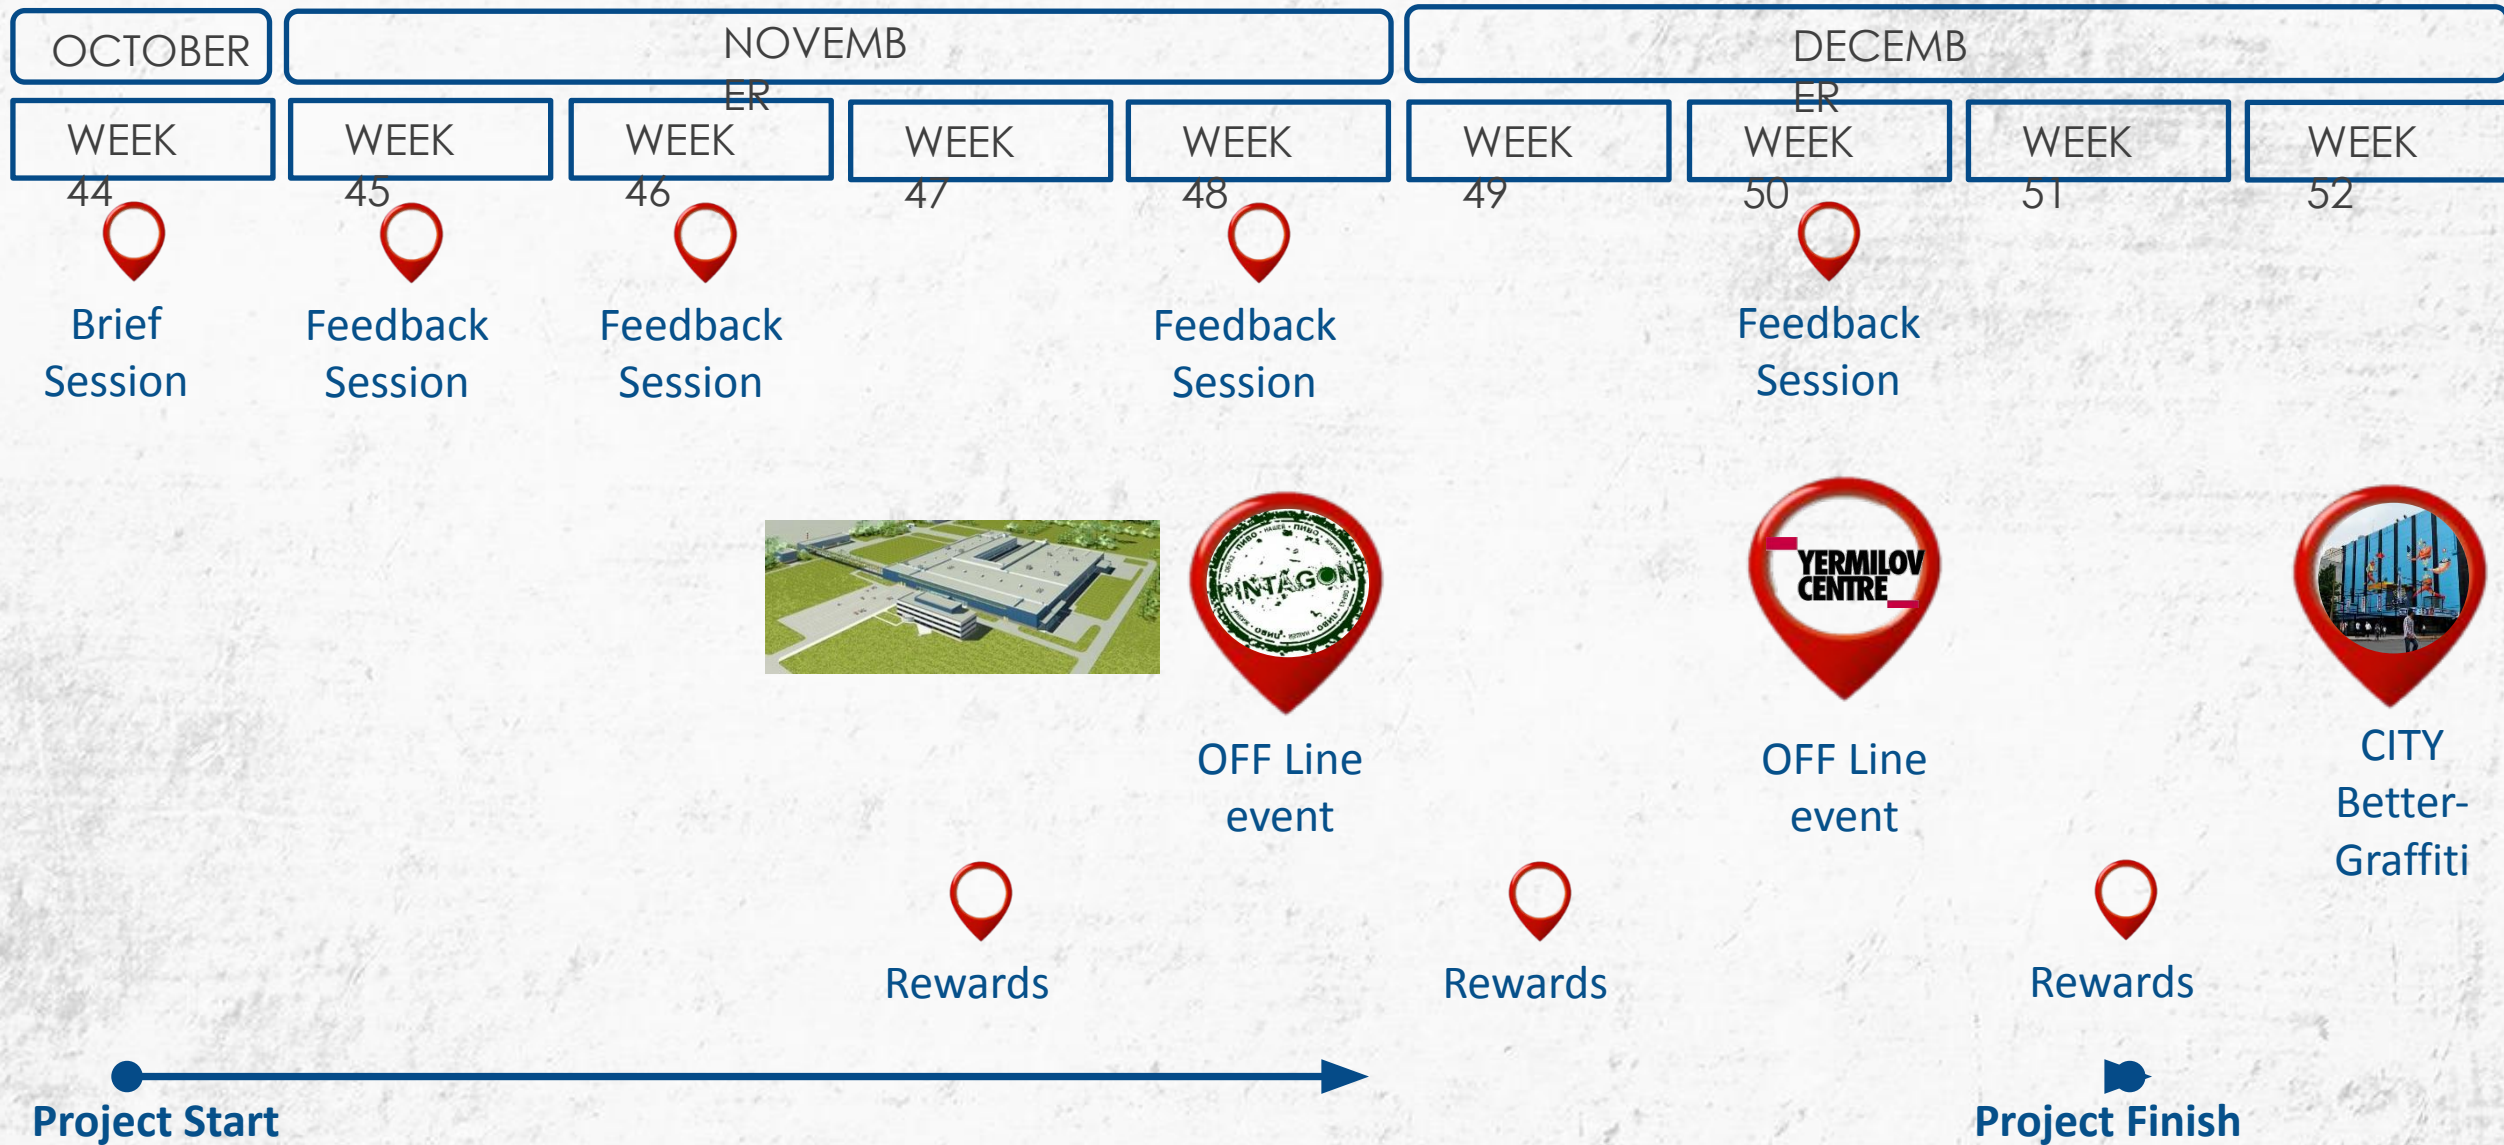 OCTOBER
NOVEMB
ER
DECEMB
ER
WEEK
44
WEEK
45
WEEK
46
WEEK
47
WEEK
48
WEEK
49
WEEK
50
WEEK
51
WEEK
52
Brief
Session
Feedback
Session
Feedback
Session
Feedback
Session
Feedback
Session
PINTAGON
YERMILOV
CENTRE
OFF Line
event
OFF Line
event
CITY
Better-
Graffiti
Rewards
Rewards
Rewards
Project Start
Project Finish